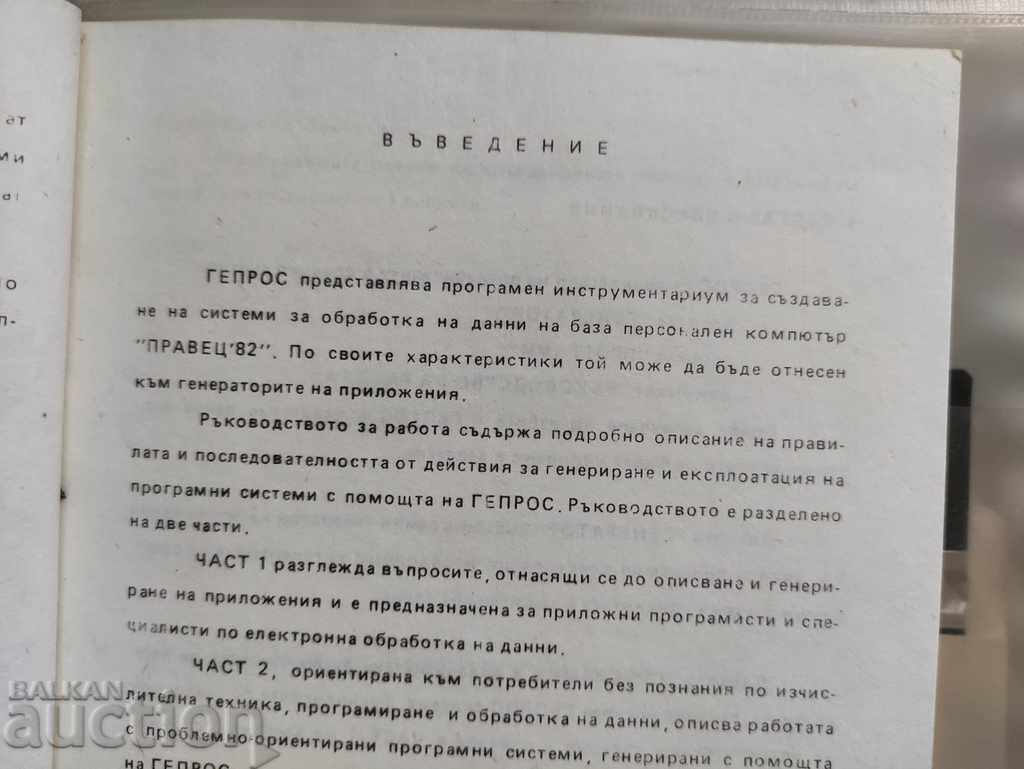 ат
ми
ВЪВЕДЕНИЕ
ГЕПРОС представлява програмен инструментариум за създава-
не на системи за обработка на данни на база персонален компютър
"ПРАВЕЦ'82". По своите характеристики той може да бъде отнесен
към генераторите на приложения.
Ръководството за работа съдържа подробно описание на прави-
лата и последователността от действия за генериране и експлоатация на
програмни системи с помощта на ГЕПРОС. Ръководството е разделено
на две части.
ЧАСТ 1 разглежда въпросите, отнасящи се до описване и генери-
ране на приложения и е предназначена за приложни програмисти и спе-
циалисти по електронна обработка на данни.
ЧАСТ 2, ориентирана към потребители без познания по изчис-
лителна техника, програмиране и обработка на данни, описва работата
с проблемно-ориентирани програмни системи, генерирани с помощта
на ГЕПРОС
BALKAN
auction